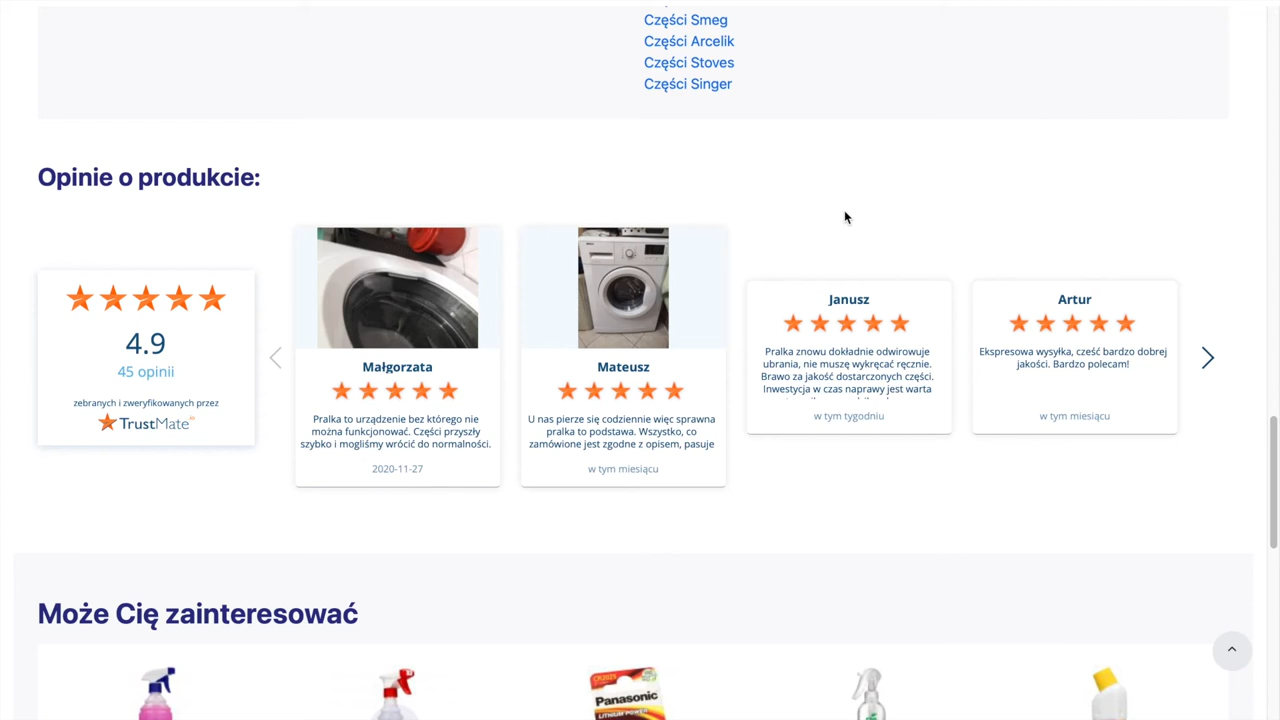 Części Smeg
Części Arcelik
Części Stoves
Części Singer
Opinie o produkcie:
4.9
45 opinii
zebranych i zweryfikowanych przez
TrustMate
Małgorzata
Pralka to urządzenie bez którego nie
można funkcjonować. Części przyszły
szybko i mogliśmy wrócić do normalności.
2020-11-27
Mateusz
U nas pierze się codziennie więc sprawna
pralka to podstawa. Wszystko, co
zamówione jest zgodne z opisem, pasuje
w tym miesiącu
Janusz
Pralka znowu dokładnie odwirowuje
ubrania, nie muszę wykręcać ręcznie.
Brawo za jakość dostarczonych części.
Inwestycja w czas naprawy jest warta
w tym tygodniu
Artur
Ekspresowa wysyłka, cześć bardzo dobrej
jakości. Bardzo polecam!
w tym miesiącu
Może Cię zainteresować
CR2025
Panasonic
LITHIUM POWER